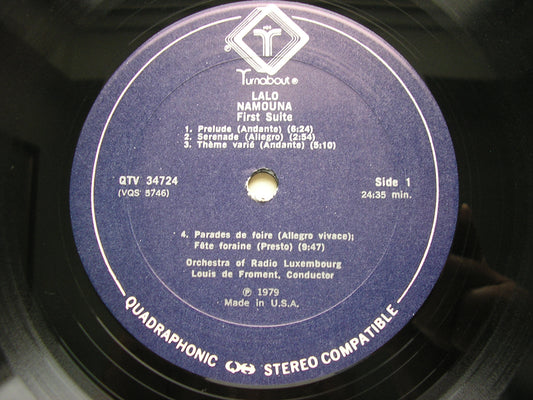 Turnabout ®
LALO
NAMOUNA
First Suite
1. Prelude (Andante) (6:24)
2. Serenade (Allegro) (2:54)
3. Thème varié (Andante) (5:10)
QTV 34724
(VQS 5746)
Side 1
24:35 min.
4. Parades de foire (Allegro vivace);
Fête foraine (Presto) (9:47)
Orchestra of Radio Luxembourg
Louis de Froment, Conductor
℗ 1979
Made in U.S.A.
QUADRAPHONIC QS STEREO COMPATIBLE